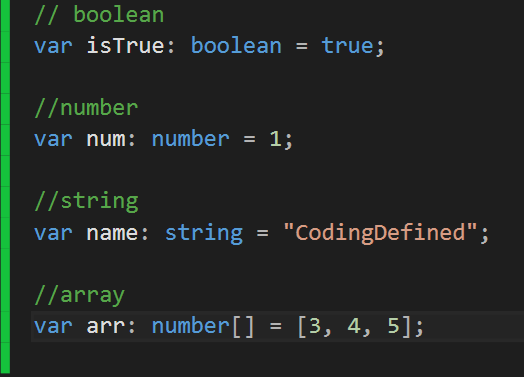 // boolean
var isTrue: boolean = true;
//number
var num: number = 1;
//string
var name: string = "CodingDefined";
//array
var arr: number[] = [3, 4, 5];